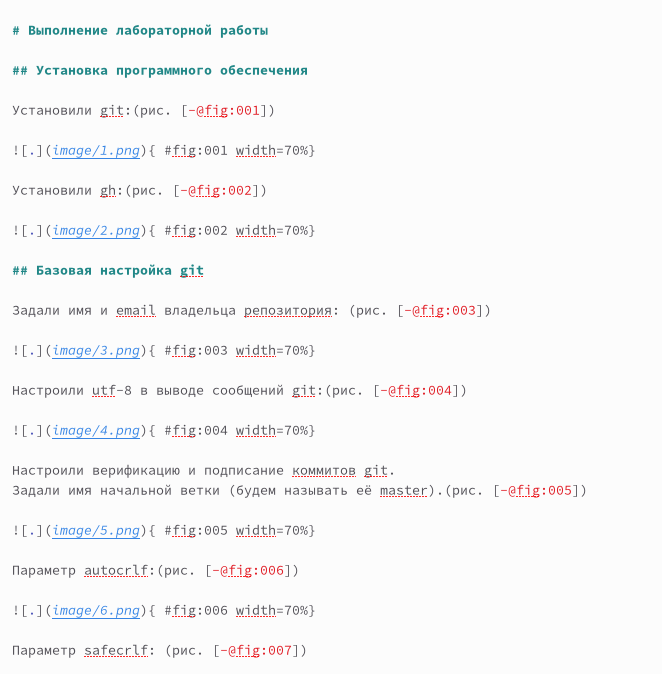 # Выполнение лабораторной работы
## Установка программного обеспечения
Установили git:(рис. [-@fig:001])
![.](image/1.png){ #fig:001 width=70%}
Установили gh:(рис. [-@fig:002])
![.](image/2.png){ #fig:002 width=70%}
## Базовая настройка git
Задали имя и email владельца репозитория: (рис. [-@fig:003])
![.](image/3.png){ #fig:003 width=70%}
Настроили utf-8 в выводе сообщений git:(рис. [-@fig:004])
![.](image/4.png){ #fig:004 width=70%}
Настроили верификацию и подписание коммитов git.
Задали имя начальной ветки (будем называть её master).(рис. [-@fig:005])
![.](image/5.png){ #fig:005 width=70%}
Параметр autocrlf:(рис. [-@fig:006])
![.](image/6.png){ #fig:006 width=70%}
Параметр safecrlf: (рис. [-@fig:007])